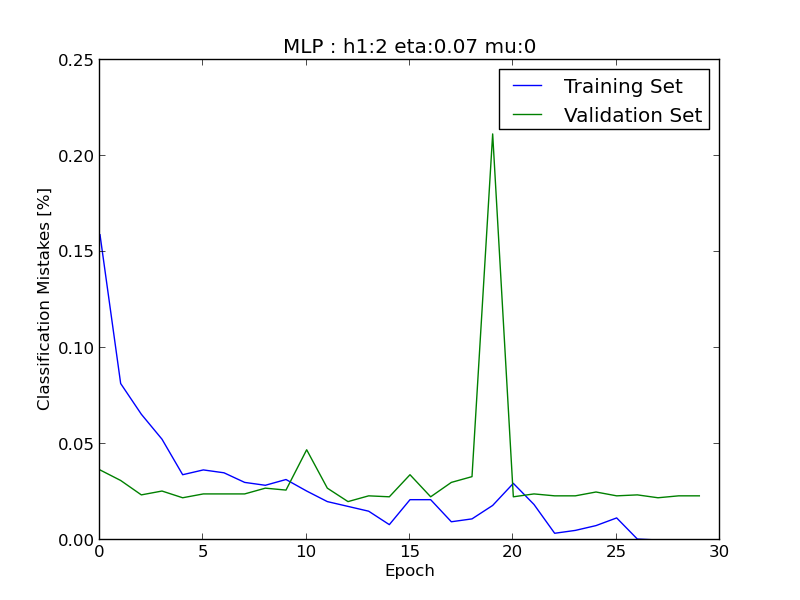 MLP : h1:2 eta:0.07 mu:0
Training Set
Validation Set
Classification Mistakes [%]
0.25
0.20
0.15
0.10
0.05
0.00
0 5 10 15 20 25 30
Epoch